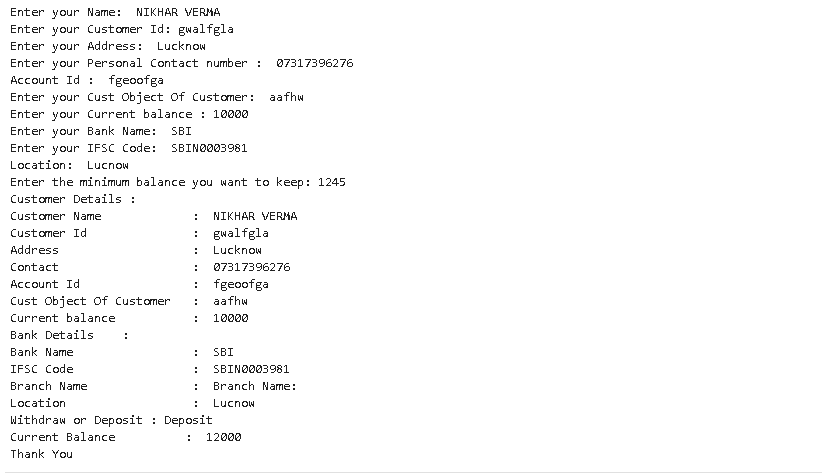 Enter your Name:  NIKHAR VERMA
Enter your Customer Id: gwalfgla
Enter your Address:  Lucknow
Enter your Personal Contact number :  07317396276
Account Id :  fgeoofga
Enter your Cust Object Of Customer:  aafhw
Enter your Current balance : 10000
Enter your Bank Name:  SBI
Enter your IFSC Code:  SBIN0003981
Location:  Lucnow
Enter the minimum balance you want to keep: 1245
Customer Details :
Customer Name             :  NIKHAR VERMA
Customer Id               :  gwalfgla
Address                   :  Lucknow
Contact                   :  07317396276
Account Id                :  fgeoofga
Cust Object Of Customer   :  aafhw
Current balance           :  10000
Bank Details    :
Bank Name                 :  SBI
IFSC Code                 :  SBIN0003981
Branch Name               :  Branch Name:
Location                  :  Lucnow
Withdraw or Deposit : Deposit
Current Balance          :  12000
Thank You